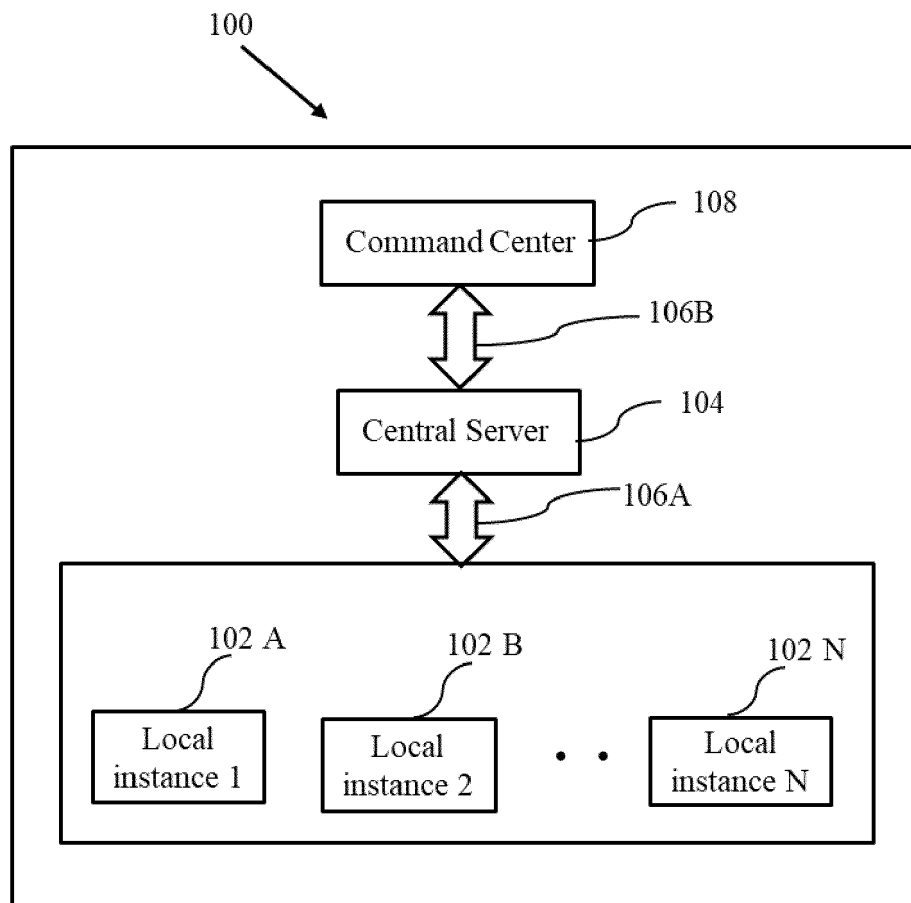 100
108
Command Center
106B
104
Central Server
106A
102 A
102 B
102 N
Local
instance 1
Local
instance 2
Local
instance N